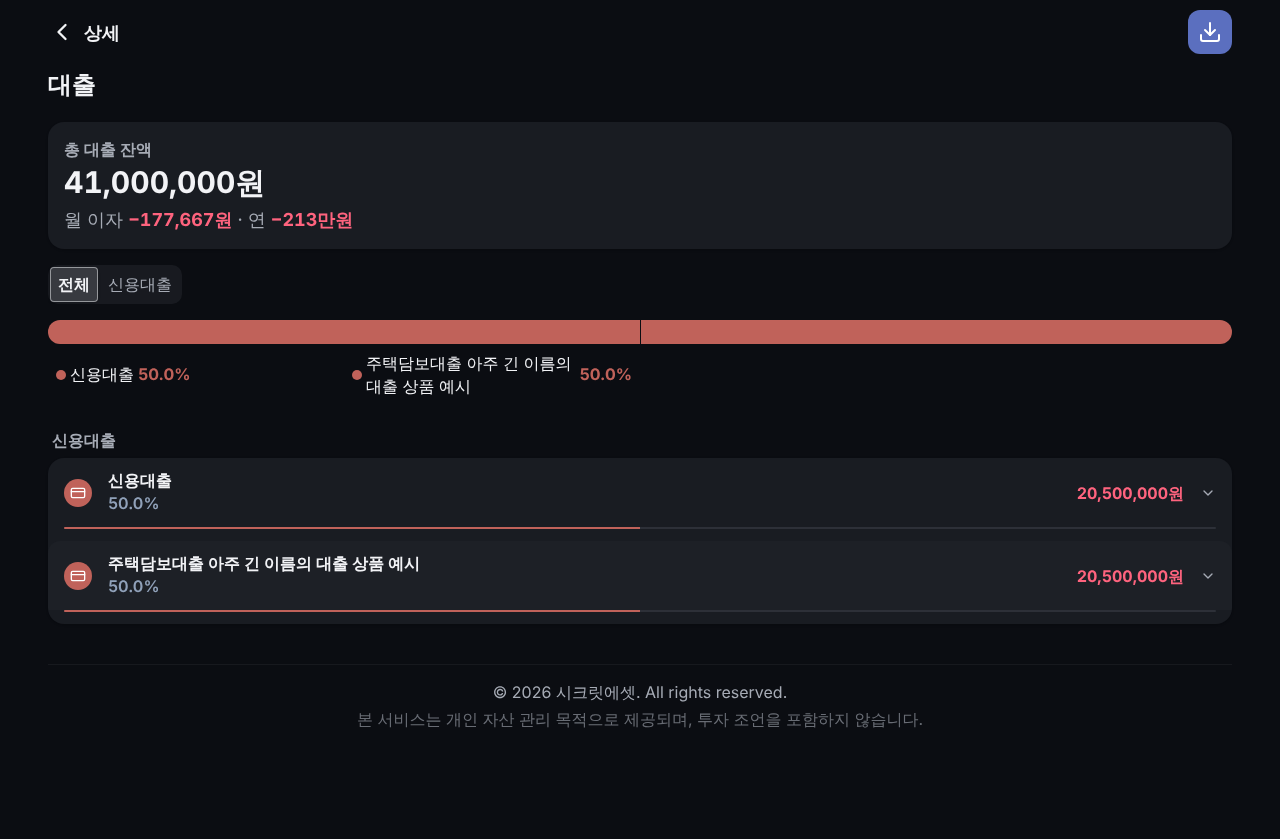 상세
대출
총 대출 잔액
41,000,000원
월 이자 −177,667원 · 연 −213만원
전체 신용대출
신용대출 50.0%
주택담보대출 아주 긴 이름의
대출 상품 예시
50.0%
신용대출
신용대출
50.0%
20,500,000원
주택담보대출 아주 긴 이름의 대출 상품 예시
50.0%
20,500,000원
© 2026 시크릿에셋. All rights reserved.
본 서비스는 개인 자산 관리 목적으로 제공되며, 투자 조언을 포함하지 않습니다.